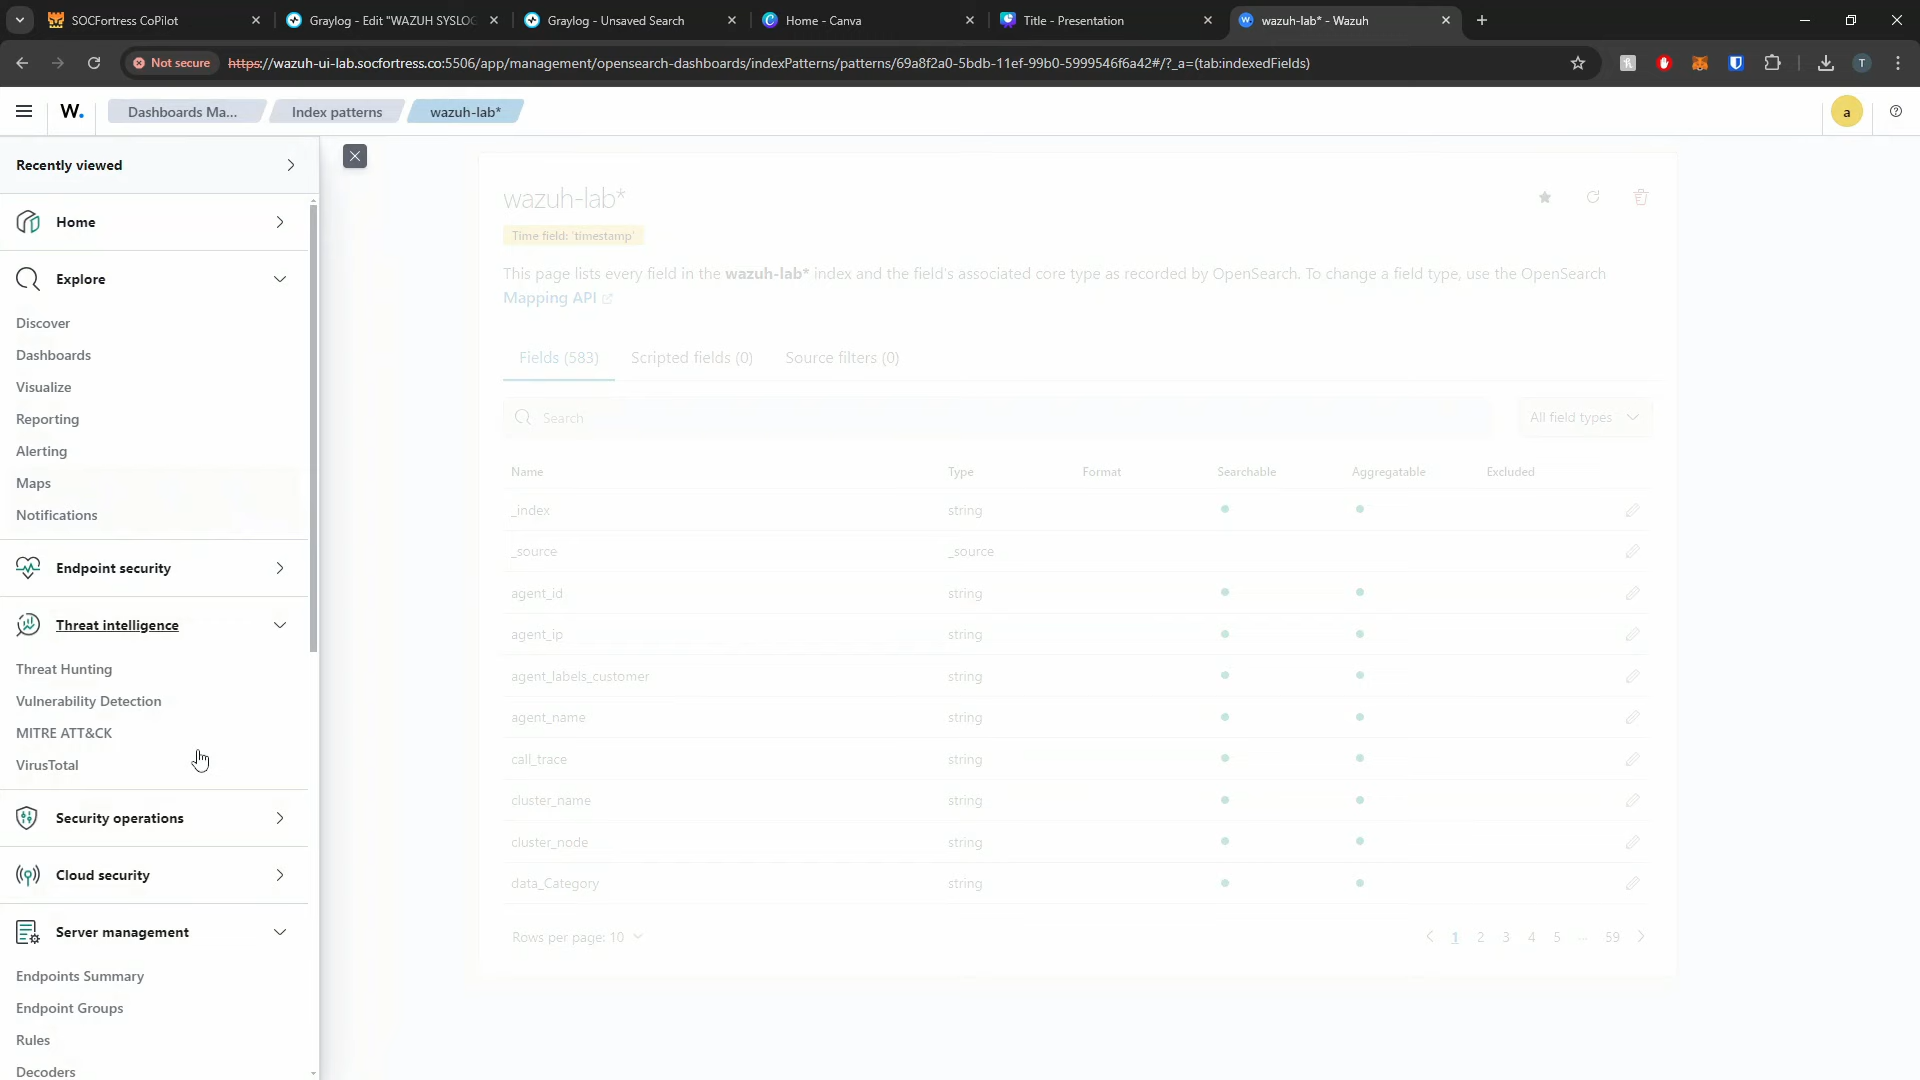 SOCFortress CoPilot
Graylog - Edit "WAZUH SYSLOG
Graylog - Unsaved Search
Home - Canva
Title - Presentation
wazuh-lab* - Wazuh
Not secure
https://wazuh-ui-lab.socfortress.co:5506/app/management/opensearch-dashboards/indexPatterns/patterns/69a8f2a0-5bdb-11ef-99b0-5999546f6a42#/?_a=(tab:indexedFields)
T
W.
Dashboards Ma...
Index patterns
wazuh-lab*
a
Recently viewed
Home
Explore
Discover
Dashboards
Visualize
Reporting
Alerting
Maps
Notifications
Endpoint security
Threat intelligence
Threat Hunting
Vulnerability Detection
MITRE ATT&CK
VirusTotal
Security operations
Cloud security
Server management
Endpoints Summary
Endpoint Groups
Rules
Decoders
wazuh-lab*
Time field: 'timestamp'
This page lists every field in the wazuh-lab* index and the field's associated core type as recorded by OpenSearch. To change a field type, use the OpenSearch
Mapping API
Fields (583) Scripted fields (0) Source filters (0)
Search
All field types
Name Type Format Searchable Aggregatable Excluded
_index string
_source _source
agent_id string
agent_ip string
agent_labels_customer string
agent_name string
call_trace string
cluster_name string
cluster_node string
data_Category string
Rows per page: 10
1 2 3 4 5 ... 59